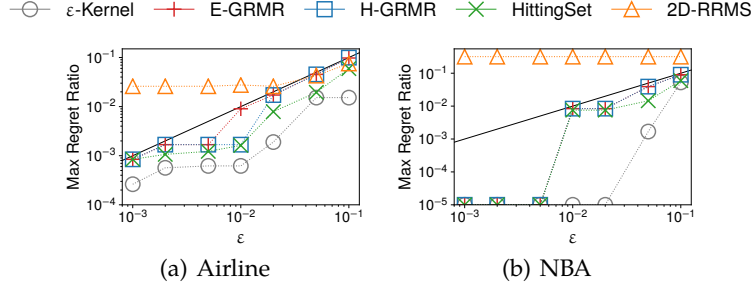 ε-Kernel E-GRMR H-GRMR HittingSet 2D-RRMS
Max Regret Ratio
10⁻¹
10⁻²
10⁻³
10⁻⁴
10⁻³ 10⁻² 10⁻¹
ε
(a) Airline
Max Regret Ratio
10⁻¹
10⁻²
10⁻³
10⁻⁴
10⁻⁵
10⁻³ 10⁻² 10⁻¹
ε
(b) NBA